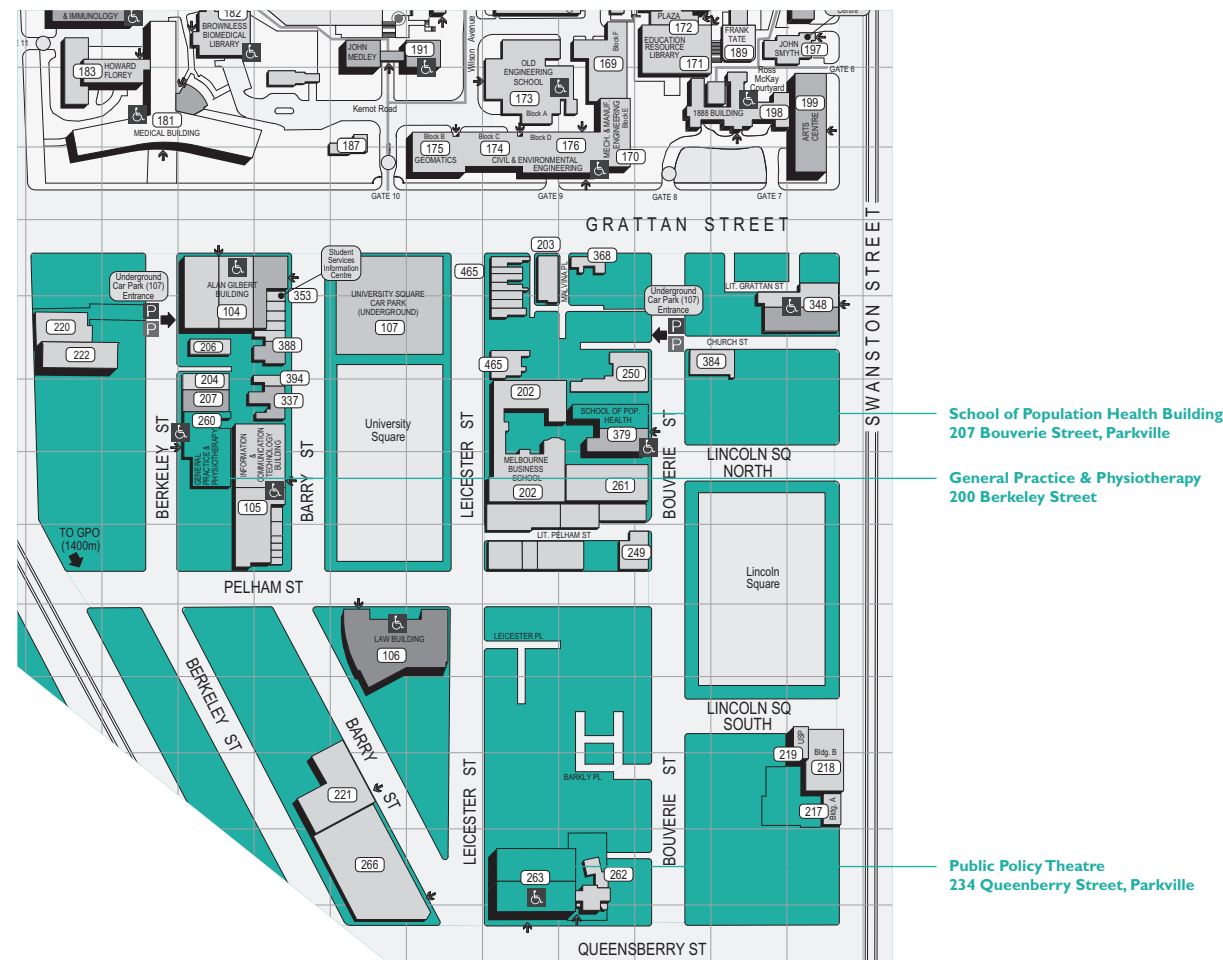 & IMMUNOLOGY
182
BROWNLESS
BIOMEDICAL
LIBRARY
11
183
HOWARD
FLOREY
181
MEDICAL BUILDING
JOHN
MEDLEY
191
Wilson Avenue
Kernot Road
187
OLD
ENGINEERING
SCHOOL
173
Block A
Block F
169
Block B
Block C
Block D
Block E
175
174
176
GEOMATICS
CIVIL & ENVIRONMENTAL
ENGINEERING
MECH. & MANUF.
ENGINEERING
170
PLAZA
172
EDUCATION
RESOURCE
LIBRARY
171
FRANK
TATE
189
JOHN
SMYTH
197
Centre
GATE 6
Ross
McKay
Courtyard
1888 BUILDING
198
199
ARTS
CENTRE
GATE 10
GATE 9
GATE 8
GATE 7
GRATTAN STREET
SWANSTON STREET
Underground
Car Park (107)
Entrance
P
P
220
222
ALAN GILBERT
BUILDING
104
Student
Services
Information
Centre
353
206
388
204
207
260
394
337
GENERAL
PRACTICE &
PHYSIOTHERAPY
INFORMATION
&
COMMUNICATION
TECHNOLOGY
BUILDING
105
BERKELEY ST
BARRY ST
UNIVERSITY SQUARE
CAR PARK
(UNDERGROUND)
107
University
Square
LEICESTER ST
465
203
368
MALVINA PL
Underground
Car Park (107)
Entrance
P
P
465
202
250
SCHOOL OF POP.
HEALTH
379
MELBOURNE
BUSINESS
SCHOOL
202
261
LIT. PELHAM ST
249
BOUVERIE ST
LIT. GRATTAN ST
348
CHURCH ST
384
LINCOLN SQ
NORTH
Lincoln
Square
LINCOLN SQ
SOUTH
School of Population Health Building
207 Bouverie Street, Parkville
General Practice & Physiotherapy
200 Berkeley Street
TO GPO
(1400m)
PELHAM ST
LAW BUILDING
106
LEICESTER PL
BERKELEY ST
BARRY ST
221
266
LEICESTER ST
BARKLY PL
BOUVERIE ST
219
USP
Bldg. B
218
217
Bldg. A
263
262
Public Policy Theatre
234 Queenberry Street, Parkville
QUEENSBERRY ST